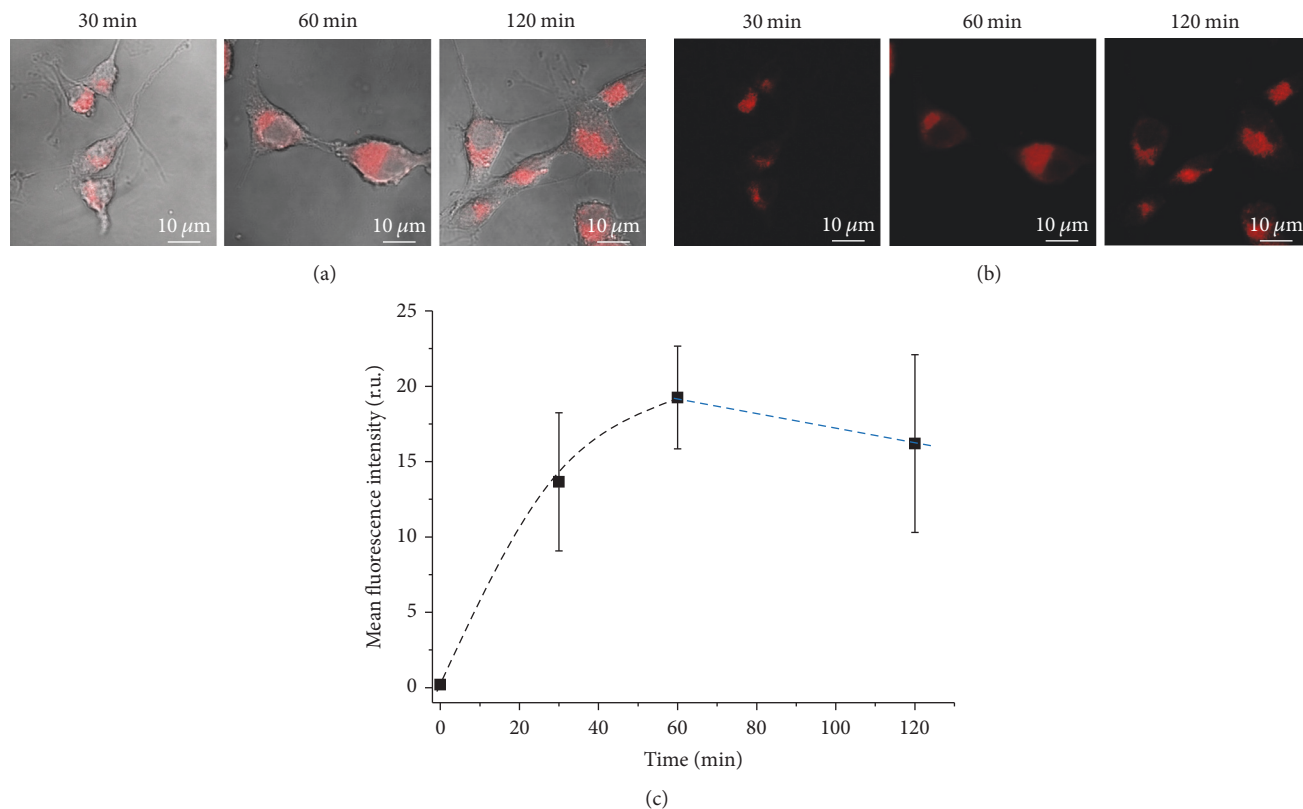 30 min 60 min 120 min 30 min 60 min 120 min
10 μm 10 μm 10 μm 10 μm 10 μm 10 μm
(a) (b)
25
20
15
10
5
0
Mean fluorescence intensity (r.u.)
0 20 40 60 80 100 120
Time (min)
(c)